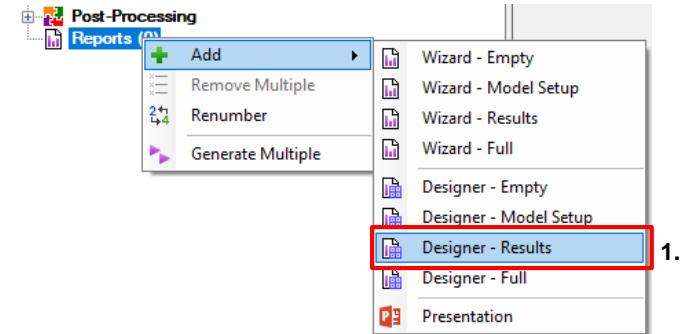 Post-Processing
Reports (0)
Add
Remove Multiple
Renumber
Generate Multiple
Wizard - Empty
Wizard - Model Setup
Wizard - Results
Wizard - Full
Designer - Empty
Designer - Model Setup
Designer - Results
1.
Designer - Full
Presentation